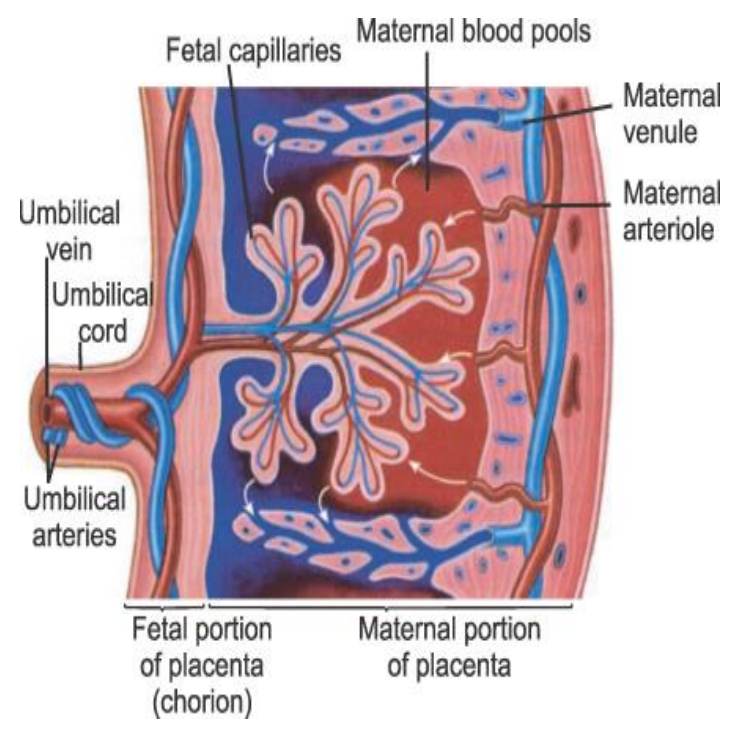 Fetal capillaries
Maternal blood pools
Maternal
venule
Maternal
arteriole
Umbilical
vein
Umbilical
cord
Umbilical
arteries
Fetal portion
of placenta
(chorion)
Maternal portion
of placenta